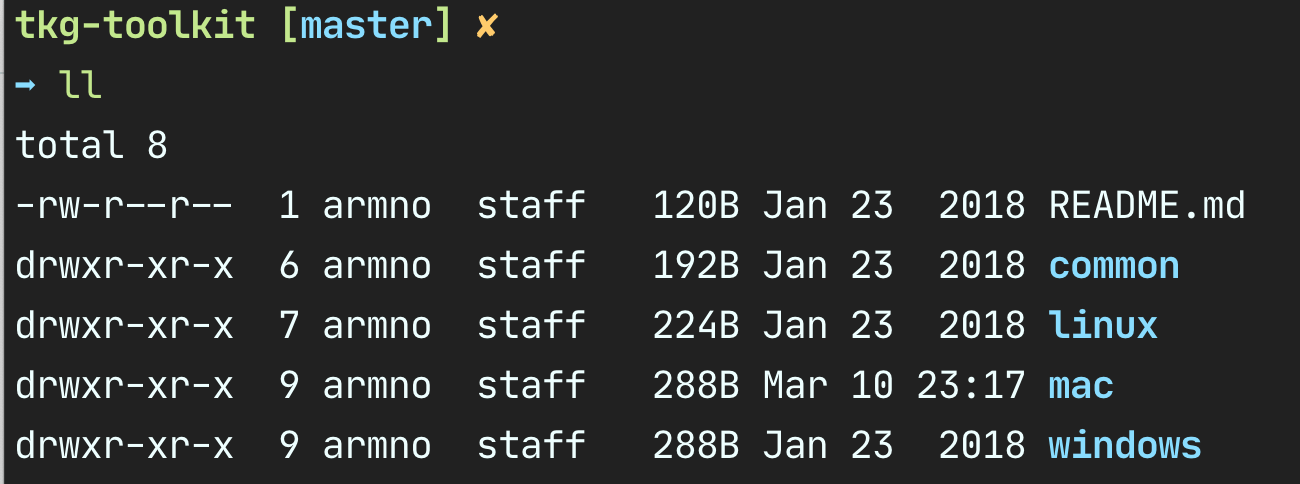 tkg-toolkit [master] ✘
➡ ll
total 8
-rw-r--r--  1 armno  staff   120B Jan 23  2018 README.md
drwxr-xr-x  6 armno  staff   192B Jan 23  2018 common
drwxr-xr-x  7 armno  staff   224B Jan 23  2018 linux
drwxr-xr-x  9 armno  staff   288B Mar 10 23:17 mac
drwxr-xr-x  9 armno  staff   288B Jan 23  2018 windows